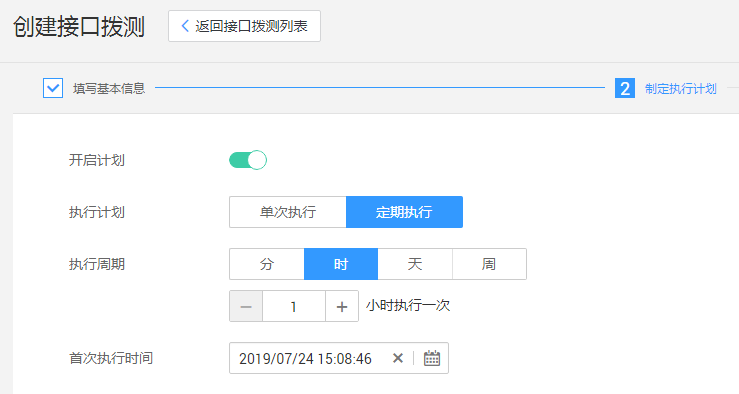 创建接口拨测 返回接口拨测列表
填写基本信息 2 制定执行计划
开启计划
执行计划 单次执行 定期执行
执行周期 分 时 天 周
− 1 + 小时执行一次
首次执行时间 2019/07/24 15:08:46